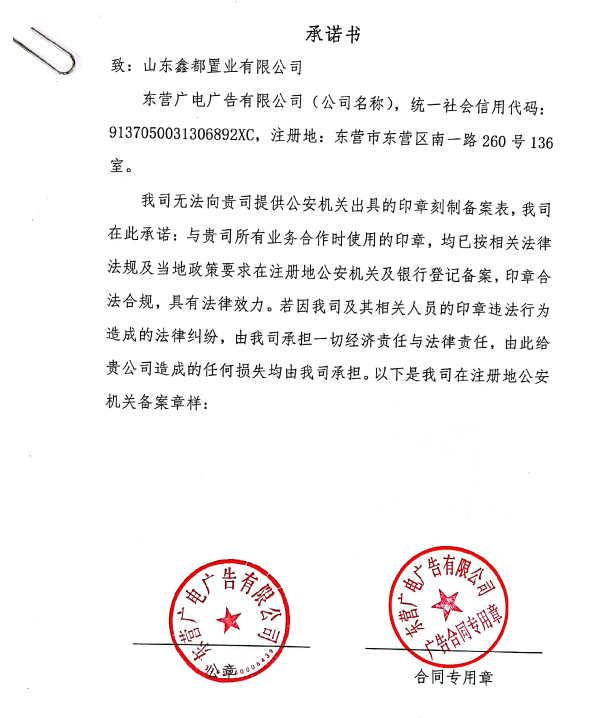 承诺书
致：山东鑫都置业有限公司
东营广电广告有限公司（公司名称），统一社会信用代码：
9137050031306892XC，注册地：东营市东营区南一路 260 号 136
室。
我司无法向贵司提供公安机关出具的印章刻制备案表，我司
在此承诺：与贵司所有业务合作时使用的印章，均已按相关法律
法规及当地政策要求在注册地公安机关及银行登记备案，印章合
法合规，具有法律效力。若因我司及其相关人员的印章违法行为
造成的法律纠纷，由我司承担一切经济责任与法律责任，由此给
贵公司造成的任何损失均由我司承担。以下是我司在注册地公安
机关备案章样：
东营广电广告有限公司
公章
东营广电广告有限公司
广告合同专用章
合同专用章